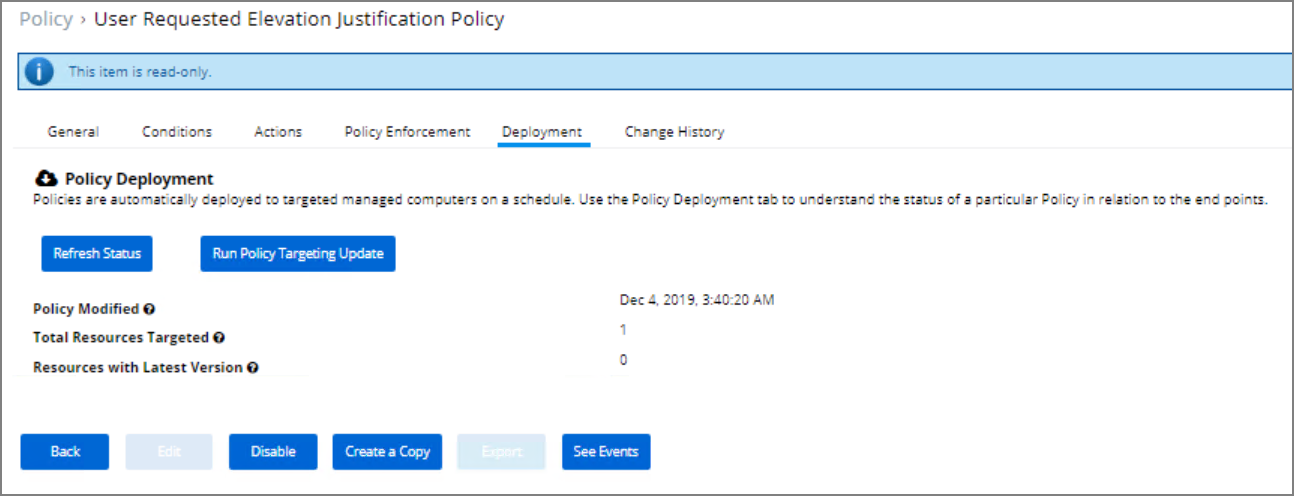 Policy › User Requested Elevation Justification Policy
This item is read-only.
General Conditions Actions Policy Enforcement Deployment Change History
Policy Deployment
Policies are automatically deployed to targeted managed computers on a schedule. Use the Policy Deployment tab to understand the status of a particular Policy in relation to the end points.
Refresh Status Run Policy Targeting Update
Policy Modified Dec 4, 2019, 3:40:20 AM
Total Resources Targeted 1
Resources with Latest Version 0
Back Edit Disable Create a Copy Export See Events